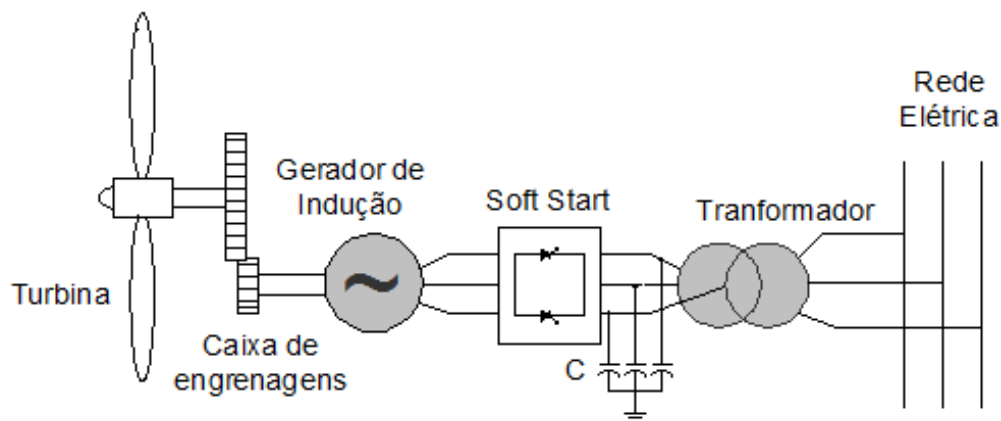 Rede
Elétrica
Gerador de
Indução
Soft Start
Tranformador
Turbina
Caixa de
engrenagens
C